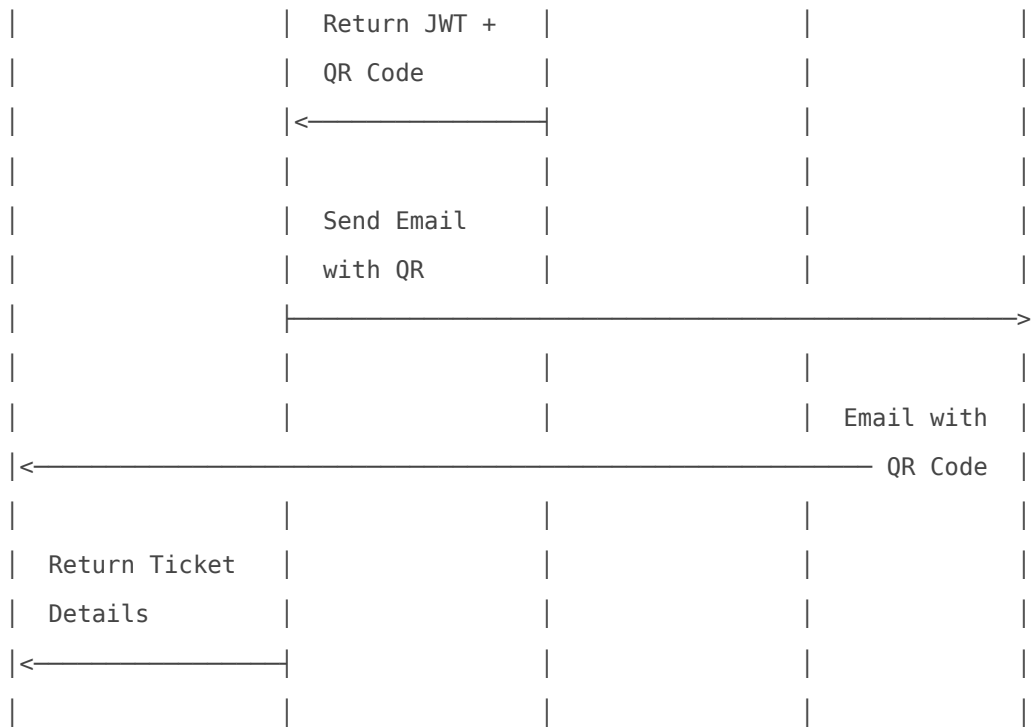 Return JWT +
QR Code
Send Email
with QR
Email with
QR Code
Return Ticket
Details